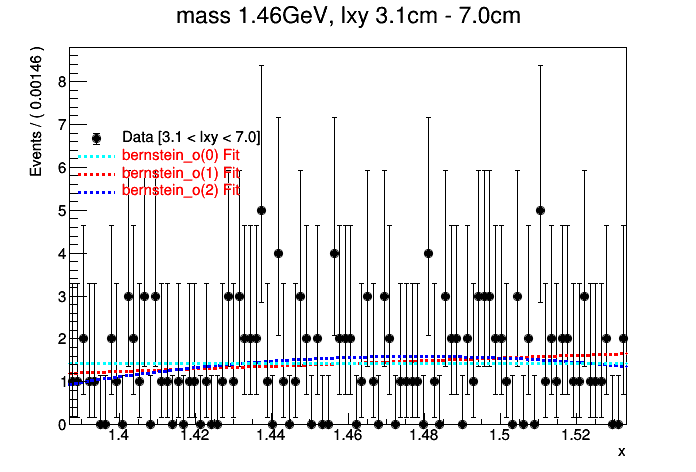 mass 1.46GeV, lxy 3.1cm - 7.0cm
Events / ( 0.00146 )
8
7
6
5
4
3
2
1
0
Data [3.1 < lxy < 7.0]
bernstein_o(0) Fit
bernstein_o(1) Fit
bernstein_o(2) Fit
1.4 1.42 1.44 1.46 1.48 1.5 1.52
x